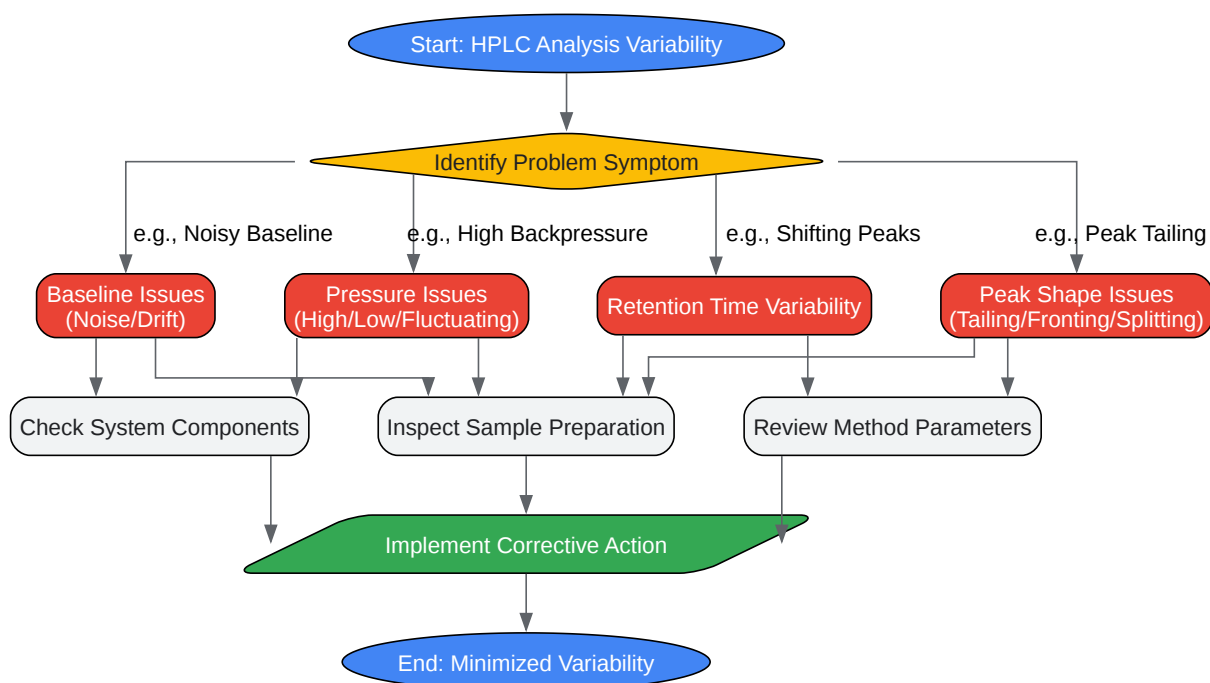 Start: HPLC Analysis Variability
Identify Problem Symptom
e.g., Noisy Baseline
e.g., High Backpressure
e.g., Shifting Peaks
e.g., Peak Tailing
Baseline Issues
(Noise/Drift)
Pressure Issues
(High/Low/Fluctuating)
Retention Time Variability
Peak Shape Issues
(Tailing/Fronting/Splitting)
Check System Components
Inspect Sample Preparation
Review Method Parameters
Implement Corrective Action
End: Minimized Variability